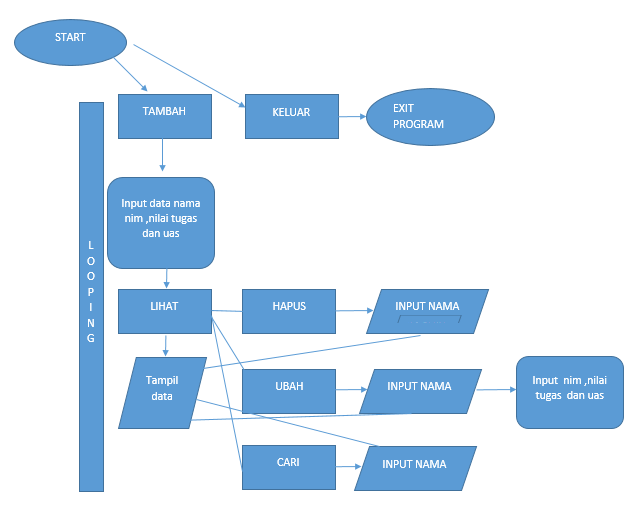 START
TAMBAH
KELUAR
EXIT
PROGRAM
Input data nama
nim ,nilai tugas
dan uas
LOOPING
LIHAT
HAPUS
INPUT NAMA
Tampil
data
UBAH
INPUT NAMA
Input nim ,nilai
tugas dan uas
CARI
INPUT NAMA